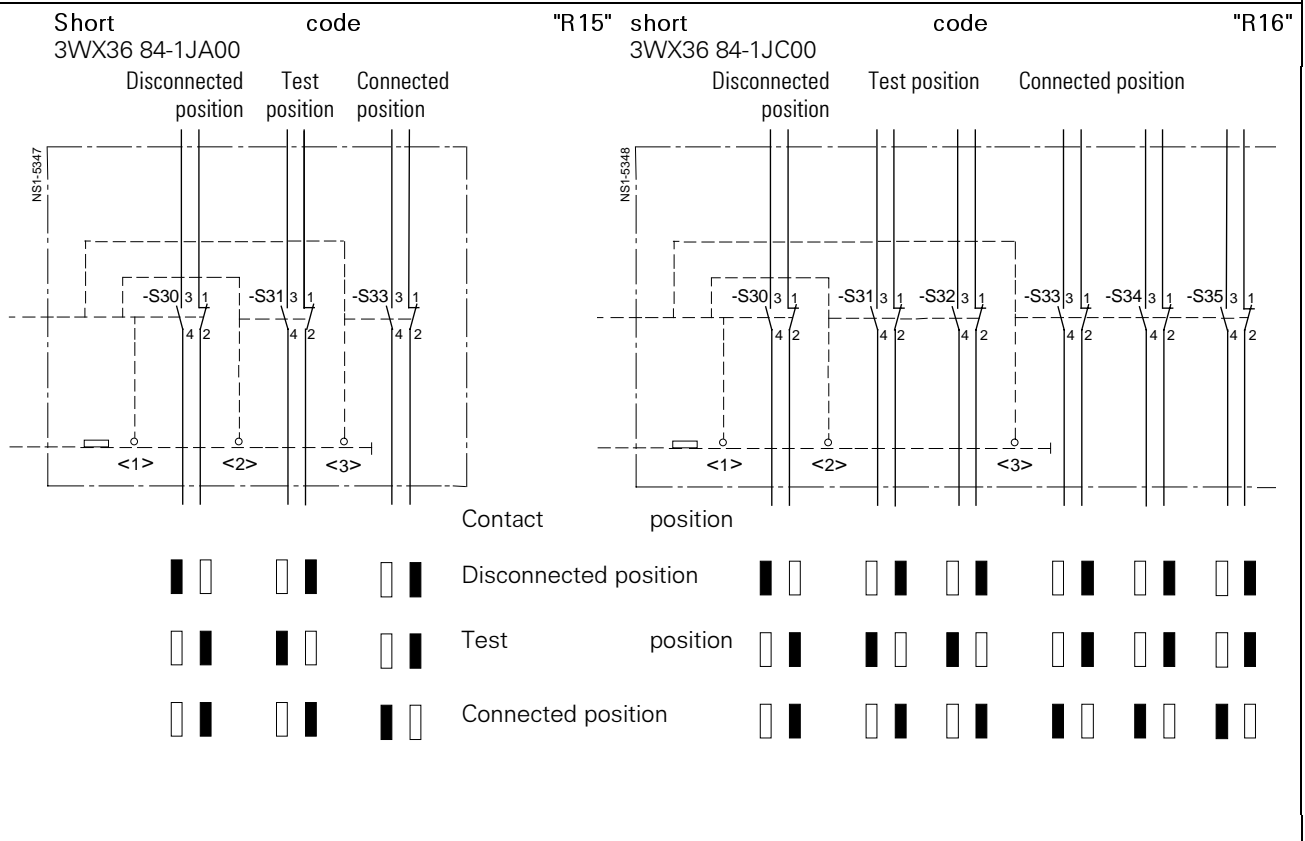 Short code "R15" short code "R16"
3WX36 84-1JA00 3WX36 84-1JC00
Disconnected position Test position Connected position
Disconnected position Test position Connected position
NS1-5347
-S30 3 1 -S31 3 1 -S33 3 1
4 2 4 2 4 2
<1> <2> <3>
NS1-5348
-S30 3 1 -S31 3 1 -S32 3 1 -S33 3 1 -S34 3 1 -S35 3 1
4 2 4 2 4 2 4 2 4 2 4 2
<1> <2> <3>
Contact position
Disconnected position
Test position
Connected position